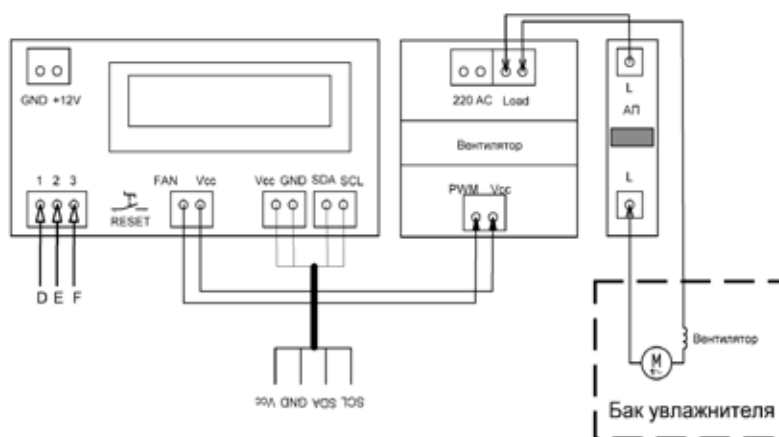 GND +12V
220 AC Load
L
АП
Вентилятор
1 2 3
FAN Vcc
Vcc GND SDA SCL
PWM Vcc
L
RESET
D E F
Вентилятор
M
Vcc GND SDA SCL
Бак увлажнителя